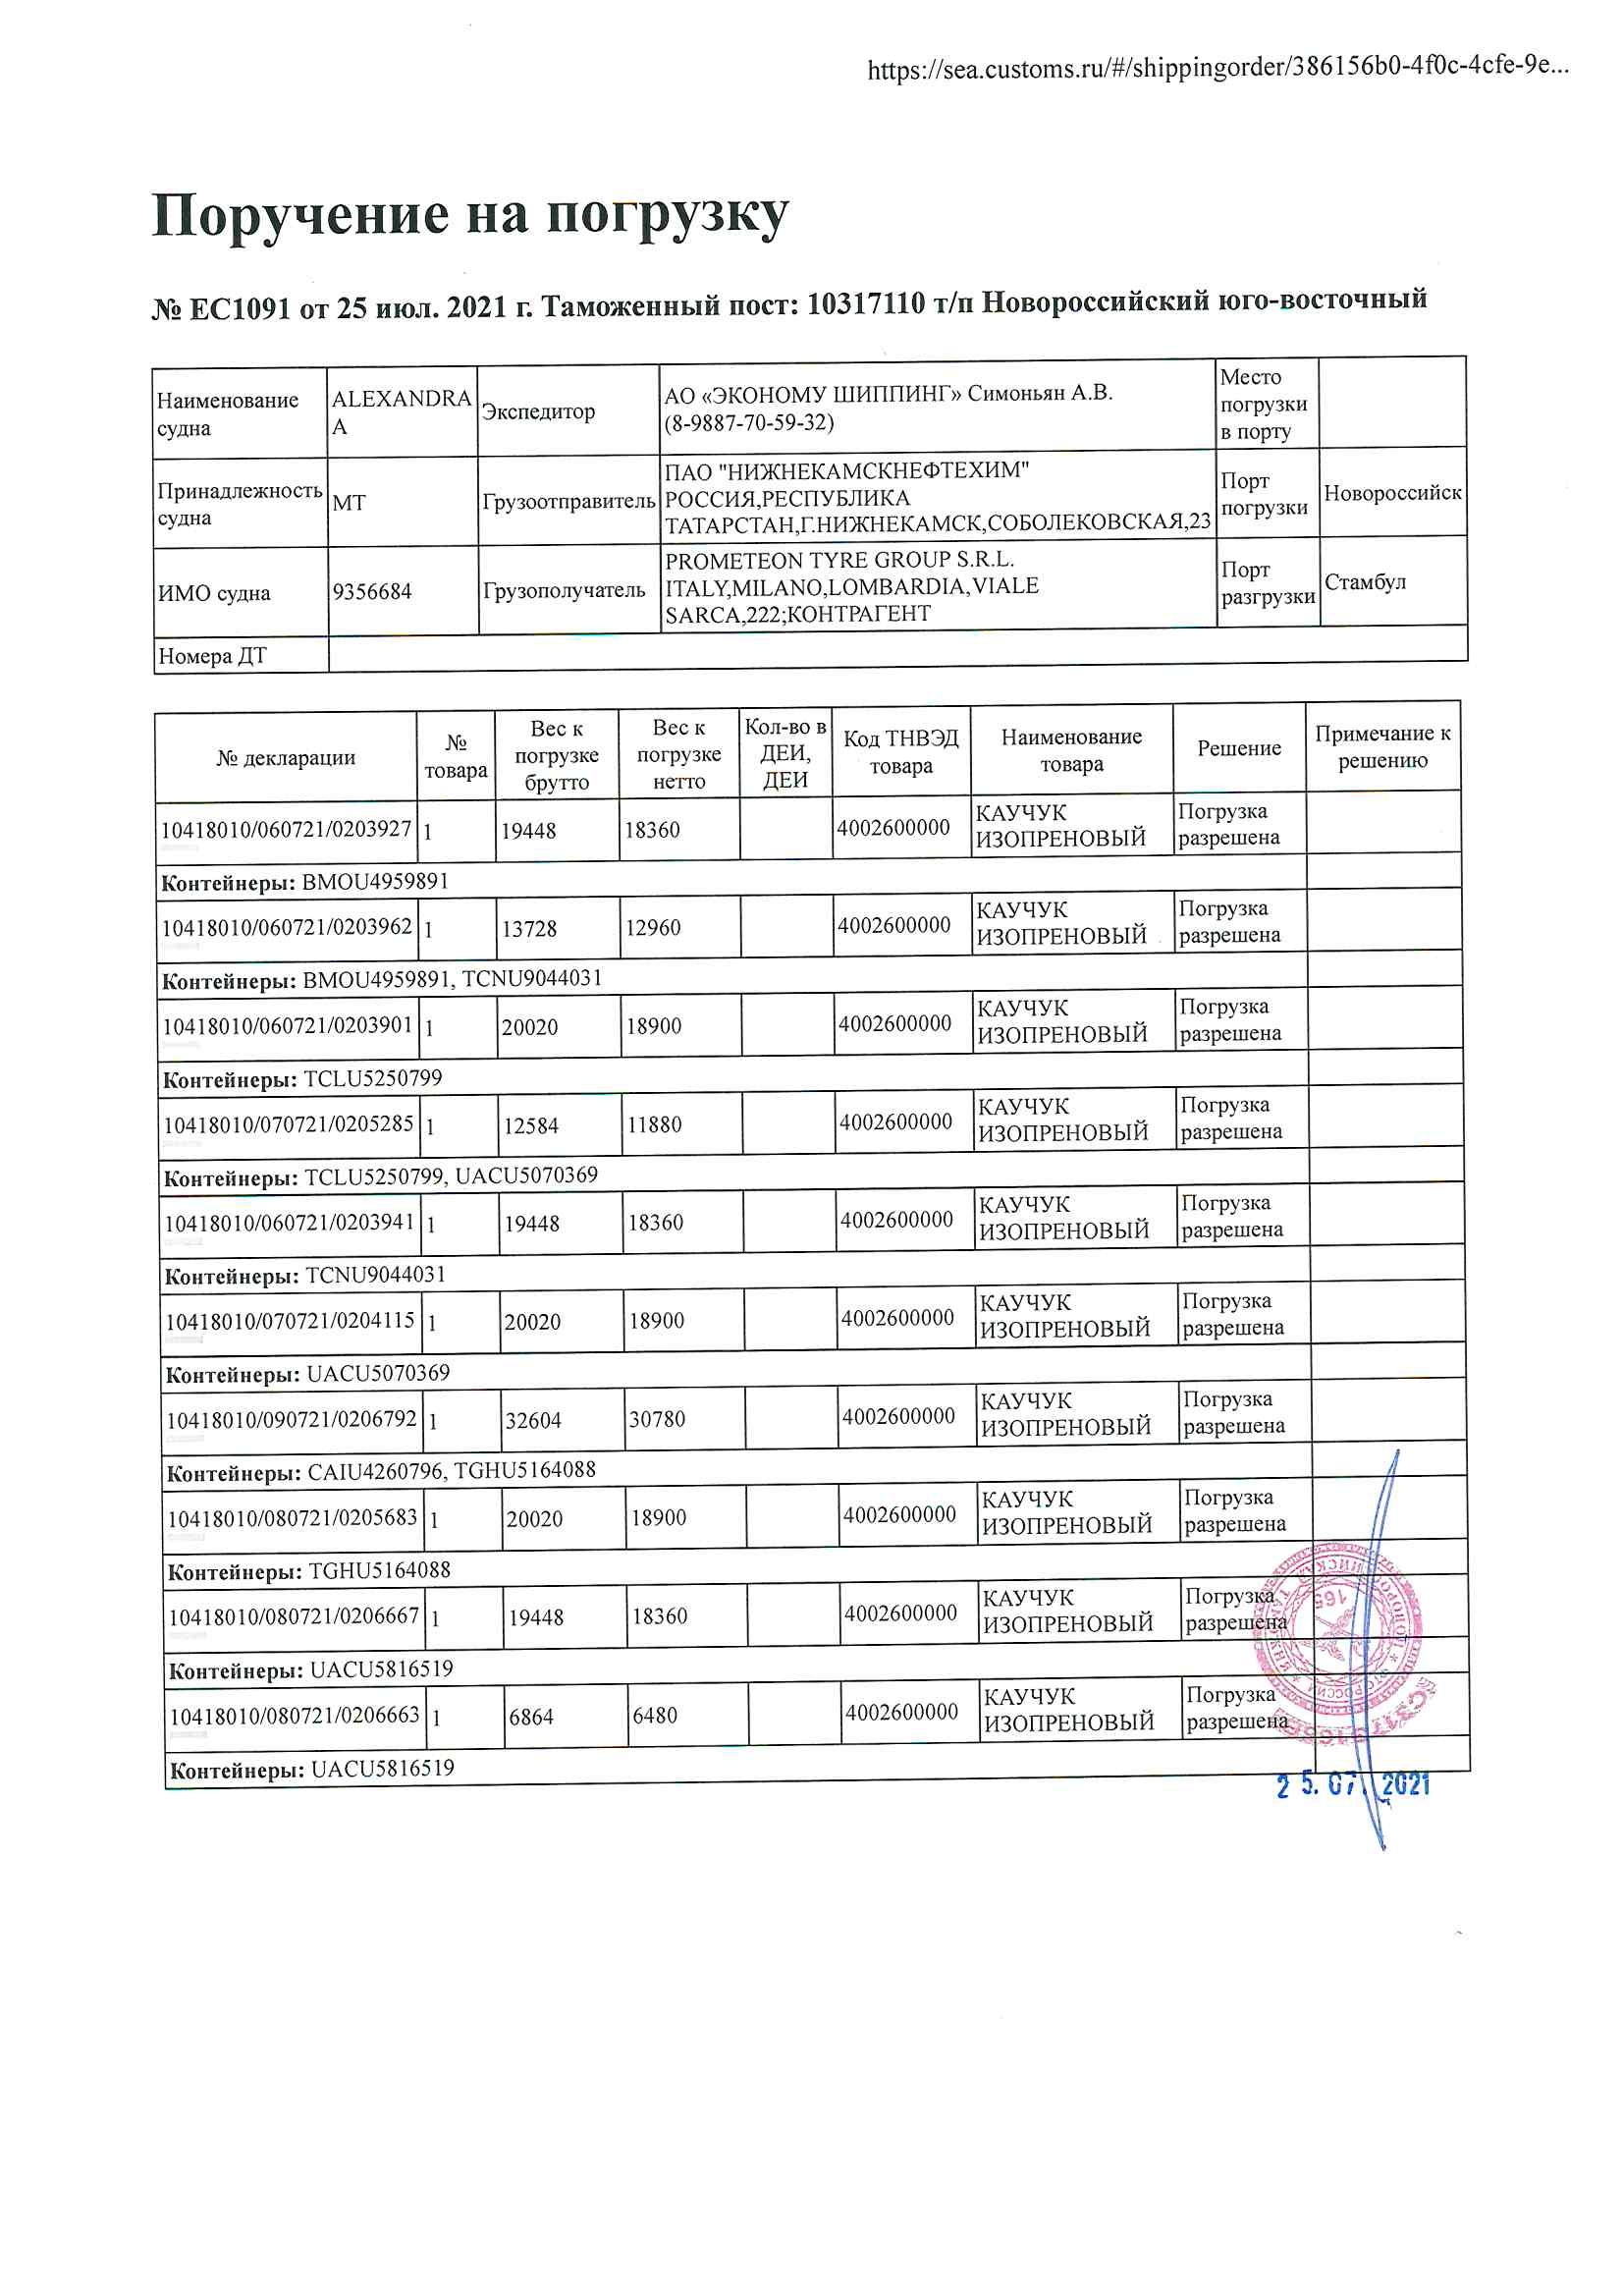 https://sea.customs.ru/#/shippingorder/386156b0-4f0c-4cfe-9e...
Поручение на погрузку
№ ЕС1091 от 25 июл. 2021 г. Таможенный пост: 10317110 т/п Новороссийский юго-восточный
Наименование судна ALEXANDRA A Экспедитор АО «ЭКОНОМУ ШИППИНГ» Симоньян А.В. (8-9887-70-59-32) Место погрузки в порту
Принадлежность судна МТ Грузоотправитель ПАО "НИЖНЕКАМСКНЕФТЕХИМ" РОССИЯ,РЕСПУБЛИКА ТАТАРСТАН,Г.НИЖНЕКАМСК,СОБОЛЕКОВСКАЯ,23 Порт погрузки Новороссийск
ИМО судна 9356684 Грузополучатель PROMETEON TYRE GROUP S.R.L. ITALY,MILANO,LOMBARDIA,VIALE SARCA,222;КОНТРАГЕНТ Порт разгрузки Стамбул
Номера ДТ
№ декларации № товара Вес к погрузке брутто Вес к погрузке нетто Кол-во в ДЕИ, ДЕИ Код ТНВЭД товара Наименование товара Решение Примечание к решению
10418010/060721/0203927 1 19448 18360 4002600000 КАУЧУК ИЗОПРЕНОВЫЙ Погрузка разрешена
Контейнеры: BMOU4959891
10418010/060721/0203962 1 13728 12960 4002600000 КАУЧУК ИЗОПРЕНОВЫЙ Погрузка разрешена
Контейнеры: BMOU4959891, TCNU9044031
10418010/060721/0203901 1 20020 18900 4002600000 КАУЧУК ИЗОПРЕНОВЫЙ Погрузка разрешена
Контейнеры: TCLU5250799
10418010/070721/0205285 1 12584 11880 4002600000 КАУЧУК ИЗОПРЕНОВЫЙ Погрузка разрешена
Контейнеры: TCLU5250799, UACU5070369
10418010/060721/0203941 1 19448 18360 4002600000 КАУЧУК ИЗОПРЕНОВЫЙ Погрузка разрешена
Контейнеры: TCNU9044031
10418010/070721/0204115 1 20020 18900 4002600000 КАУЧУК ИЗОПРЕНОВЫЙ Погрузка разрешена
Контейнеры: UACU5070369
10418010/090721/0206792 1 32604 30780 4002600000 КАУЧУК ИЗОПРЕНОВЫЙ Погрузка разрешена
Контейнеры: CAIU4260796, TGHU5164088
10418010/080721/0205683 1 20020 18900 4002600000 КАУЧУК ИЗОПРЕНОВЫЙ Погрузка разрешена
Контейнеры: TGHU5164088
10418010/080721/0206667 1 19448 18360 4002600000 КАУЧУК ИЗОПРЕНОВЫЙ Погрузка разрешена
Контейнеры: UACU5816519
10418010/080721/0206663 1 6864 6480 4002600000 КАУЧУК ИЗОПРЕНОВЫЙ Погрузка разрешена
Контейнеры: UACU5816519
165
25.07.2021